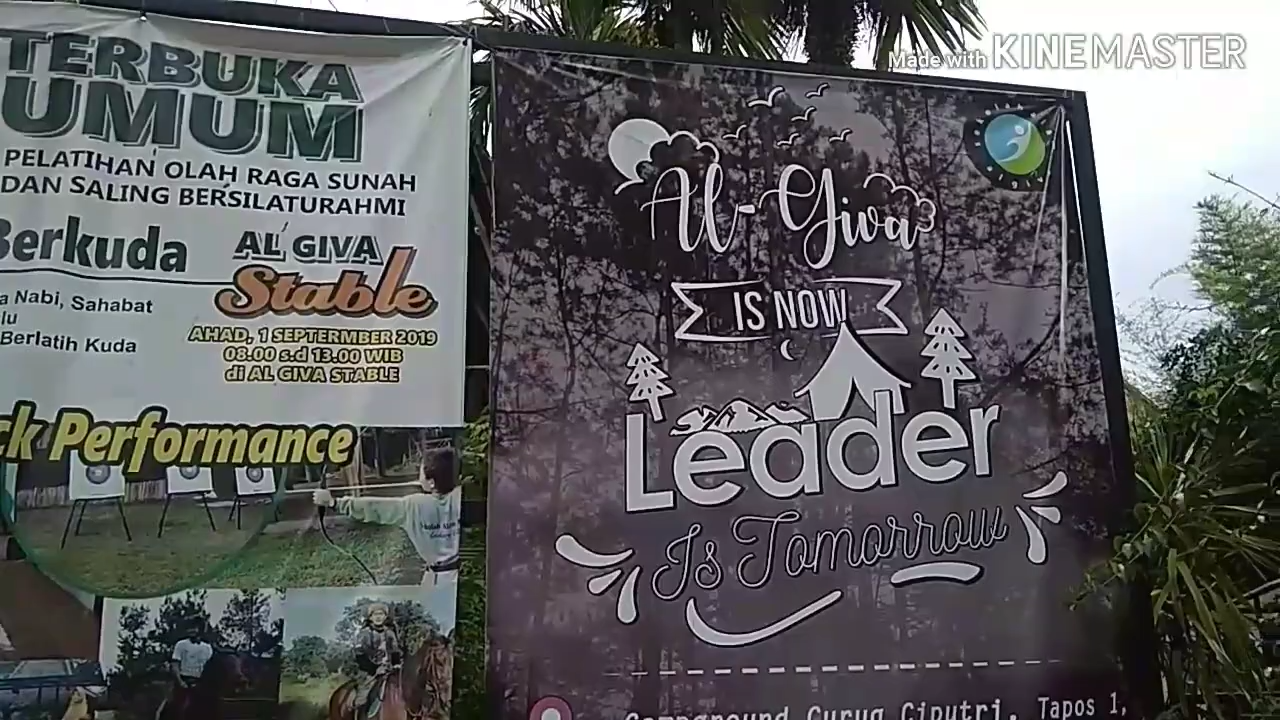 Made with KINEMASTER
TERBUKA
UMUM
PELATIHAN OLAH RAGA SUNAH
DAN SALING BERSILATURAHMI
Berkuda
a Nabi, Sahabat
lu
Berlatih Kuda
AL GIVA
Stable
AHAD, 1 SEPTERMBER 2019
08.00 s.d 13.00 WIB
di AL GIVA STABLE
ck Performance
Al-Giva
IS NOW
Leader
Is Tomorrow
Campground Curug Ciputri, Tapos 1,